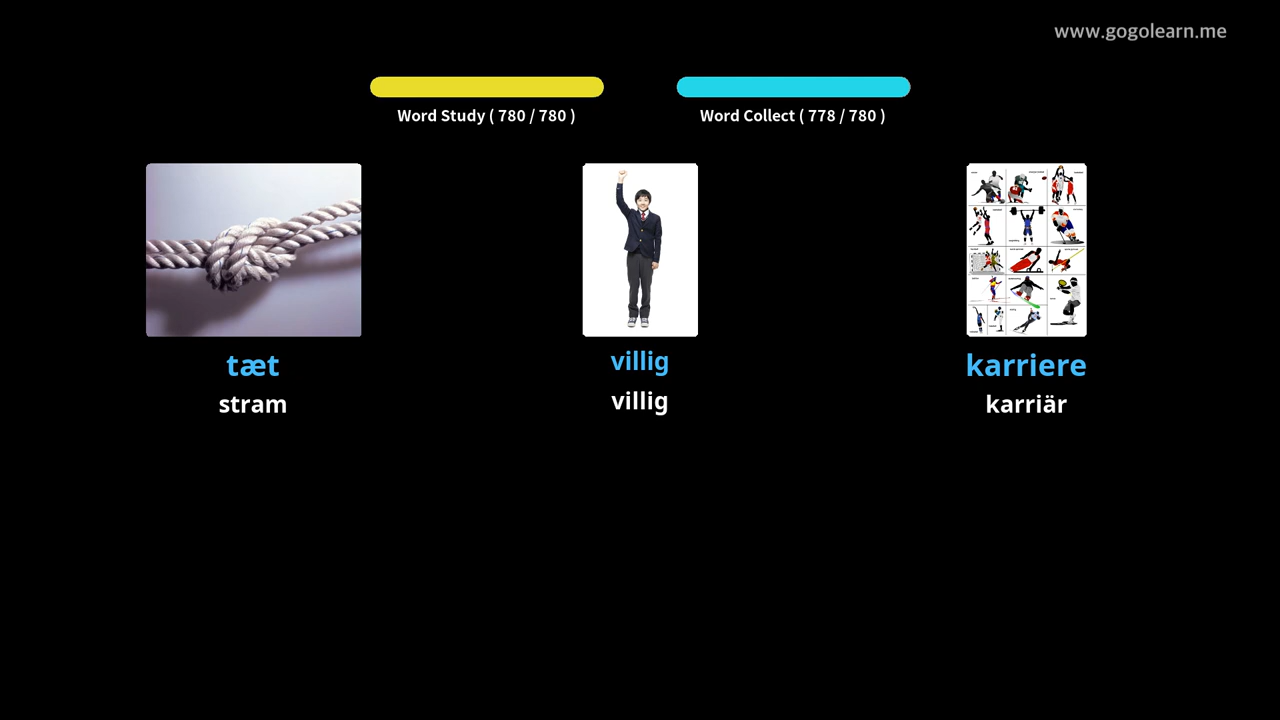 www.gogolearn.me
Word Study ( 780 / 780 )
Word Collect ( 778 / 780 )
tæt
stram
villig
villig
karriere
karriär